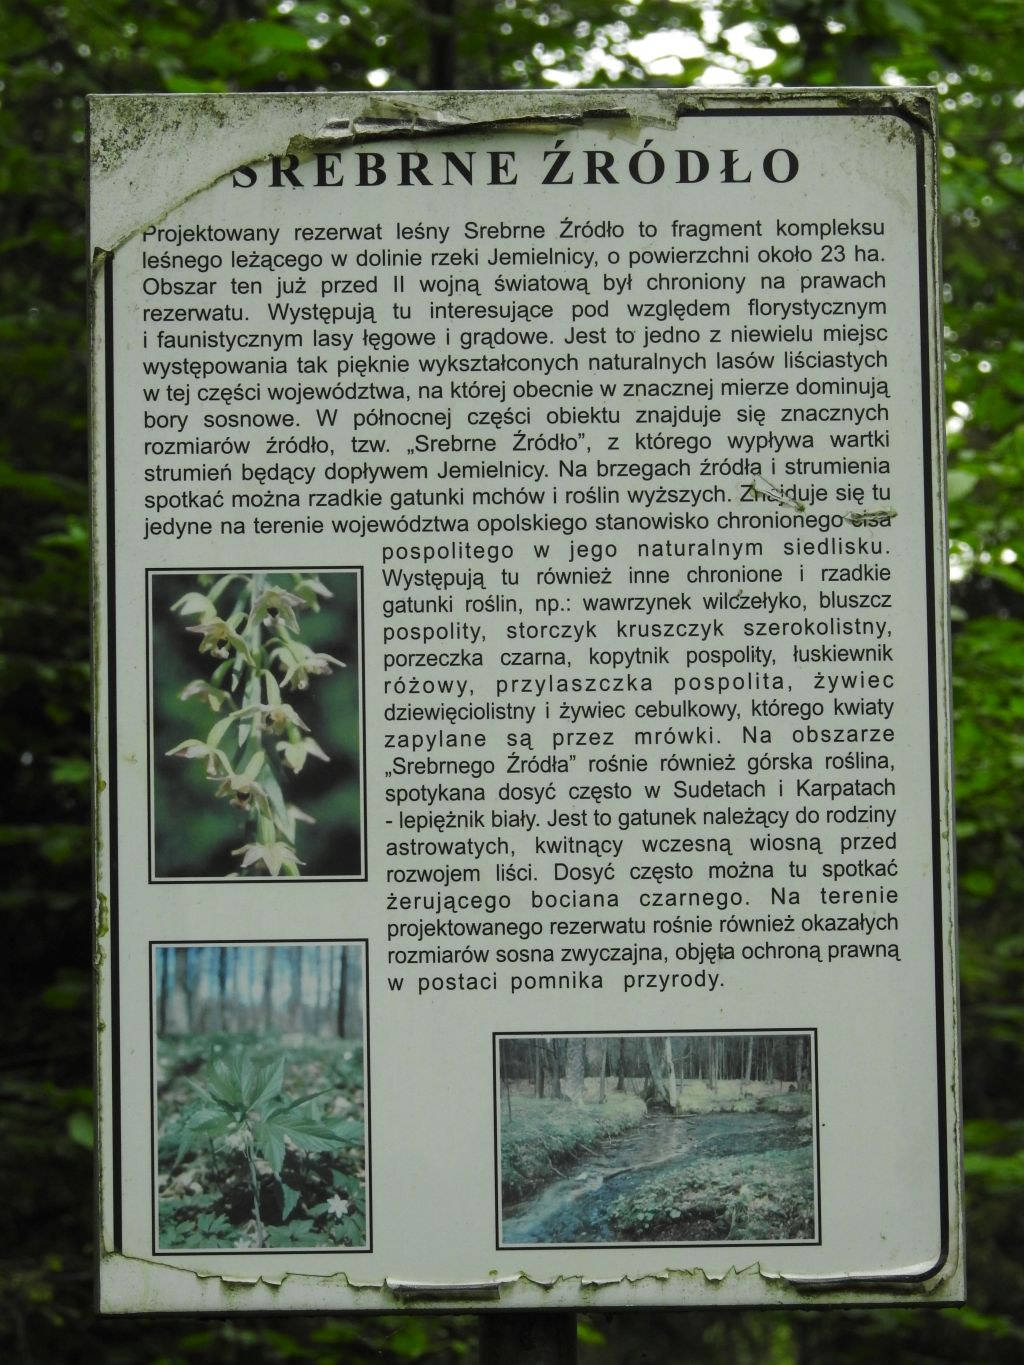 SREBRNE ŹRÓDŁO
Projektowany rezerwat leśny Srebrne Źródło to fragment kompleksu
leśnego leżącego w dolinie rzeki Jemielnicy, o powierzchni około 23 ha.
Obszar ten już przed II wojną światową był chroniony na prawach
rezerwatu. Występują tu interesujące pod względem florystycznym
i faunistycznym lasy łęgowe i grądowe. Jest to jedno z niewielu miejsc
występowania tak pięknie wykształconych naturalnych lasów liściastych
w tej części województwa, na której obecnie w znacznej mierze dominują
bory sosnowe. W północnej części obiektu znajduje się znacznych
rozmiarów źródło, tzw. „Srebrne Źródło”, z którego wypływa wartki
strumień będący dopływem Jemielnicy. Na brzegach źródła i strumienia
spotkać można rzadkie gatunki mchów i roślin wyższych. Znajduje się tu
jedyne na terenie województwa opolskiego stanowisko chronionego cisa
pospolitego w jego naturalnym siedlisku.
Występują tu również inne chronione i rzadkie
gatunki roślin, np.: wawrzynek wilczełyko, bluszcz
pospolity, storczyk kruszczyk szerokolistny,
porzeczka czarna, kopytnik pospolity, łuskiewnik
różowy, przylaszczka pospolita, żywiec
dziewięciolistny i żywiec cebulkowy, którego kwiaty
zapylane są przez mrówki. Na obszarze
„Srebrnego Źródła” rośnie również górska roślina,
spotykana dosyć często w Sudetach i Karpatach
- lepiężnik biały. Jest to gatunek należący do rodziny
astrowatych, kwitnący wczesną wiosną przed
rozwojem liści. Dosyć często można tu spotkać
żerującego bociana czarnego. Na terenie
projektowanego rezerwatu rośnie również okazałych
rozmiarów sosna zwyczajna, objęta ochroną prawną
w postaci pomnika przyrody.